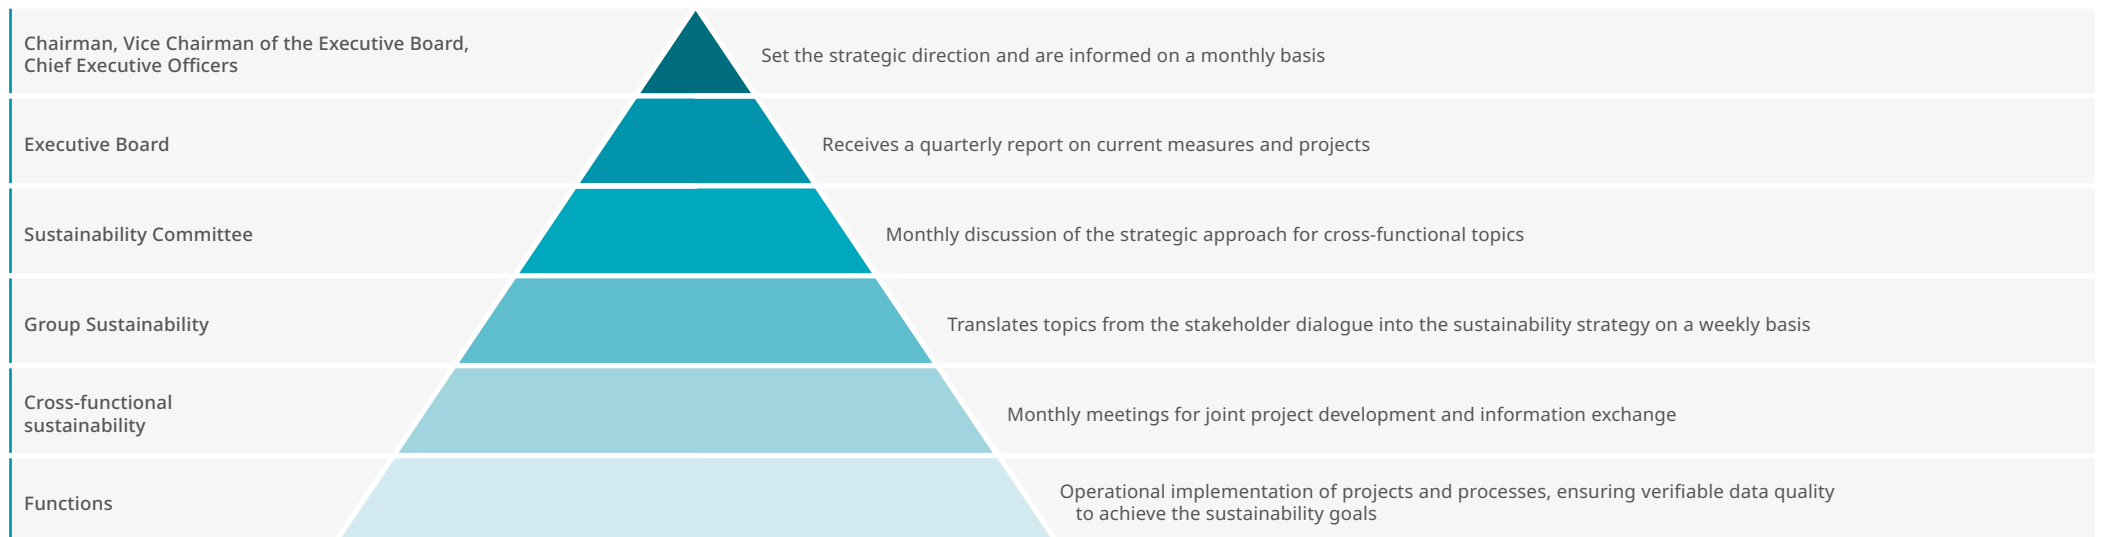 Chairman, Vice Chairman of the Executive Board,
Chief Executive Officers
Set the strategic direction and are informed on a monthly basis
Executive Board
Receives a quarterly report on current measures and projects
Sustainability Committee
Monthly discussion of the strategic approach for cross-functional topics
Group Sustainability
Translates topics from the stakeholder dialogue into the sustainability strategy on a weekly basis
Cross-functional
sustainability
Monthly meetings for joint project development and information exchange
Functions
Operational implementation of projects and processes, ensuring verifiable data quality
to achieve the sustainability goals